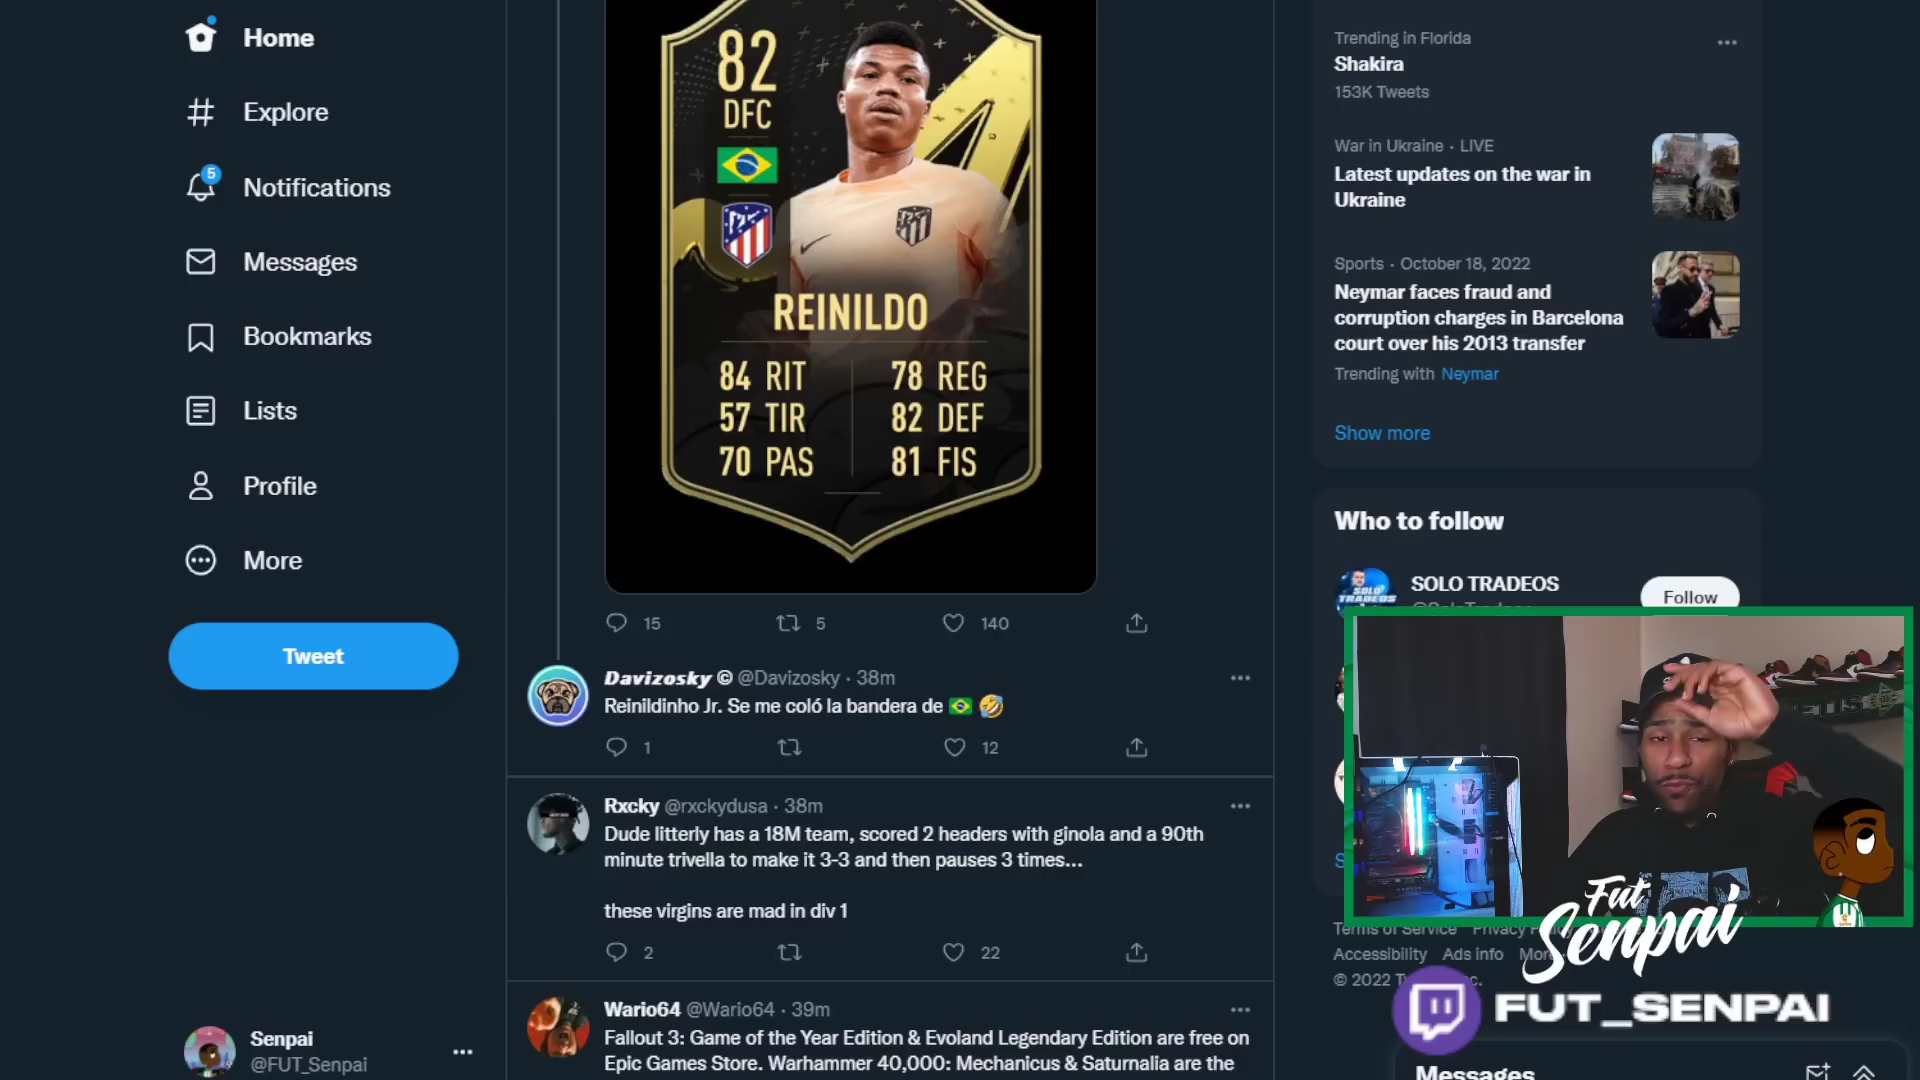 Home
Explore
5
Notifications
Messages
Bookmarks
Lists
Profile
More
Tweet
Senpai
@FUT_Senpai
82
DFC
REINILDO
84 RIT
78 REG
57 TIR
82 DEF
70 PAS
81 FIS
15
5
140
Davizosky © @Davizosky · 38m
Reinildinho Jr. Se me coló la bandera de 🇧🇷 🤣
1
12
Rxcky @rxckydusa · 38m
Dude litterly has a 18M team, scored 2 headers with ginola and a 90th
minute trivella to make it 3-3 and then pauses 3 times...
these virgins are mad in div 1
2
22
Wario64 @Wario64 · 39m
Fallout 3: Game of the Year Edition & Evoland Legendary Edition are free on
Epic Games Store. Warhammer 40,000: Mechanicus & Saturnalia are the
Trending in Florida
Shakira
153K Tweets
War in Ukraine · LIVE
Latest updates on the war in
Ukraine
Sports · October 18, 2022
Neymar faces fraud and
corruption charges in Barcelona
court over his 2013 transfer
Trending with Neymar
Show more
Who to follow
SOLO TRADEOS
SOLO
TRADEOS
Follow
Terms of Service
Accessibility Ads info More
© 2022
Fut
Senpai
FUT_SENPAI
Messages